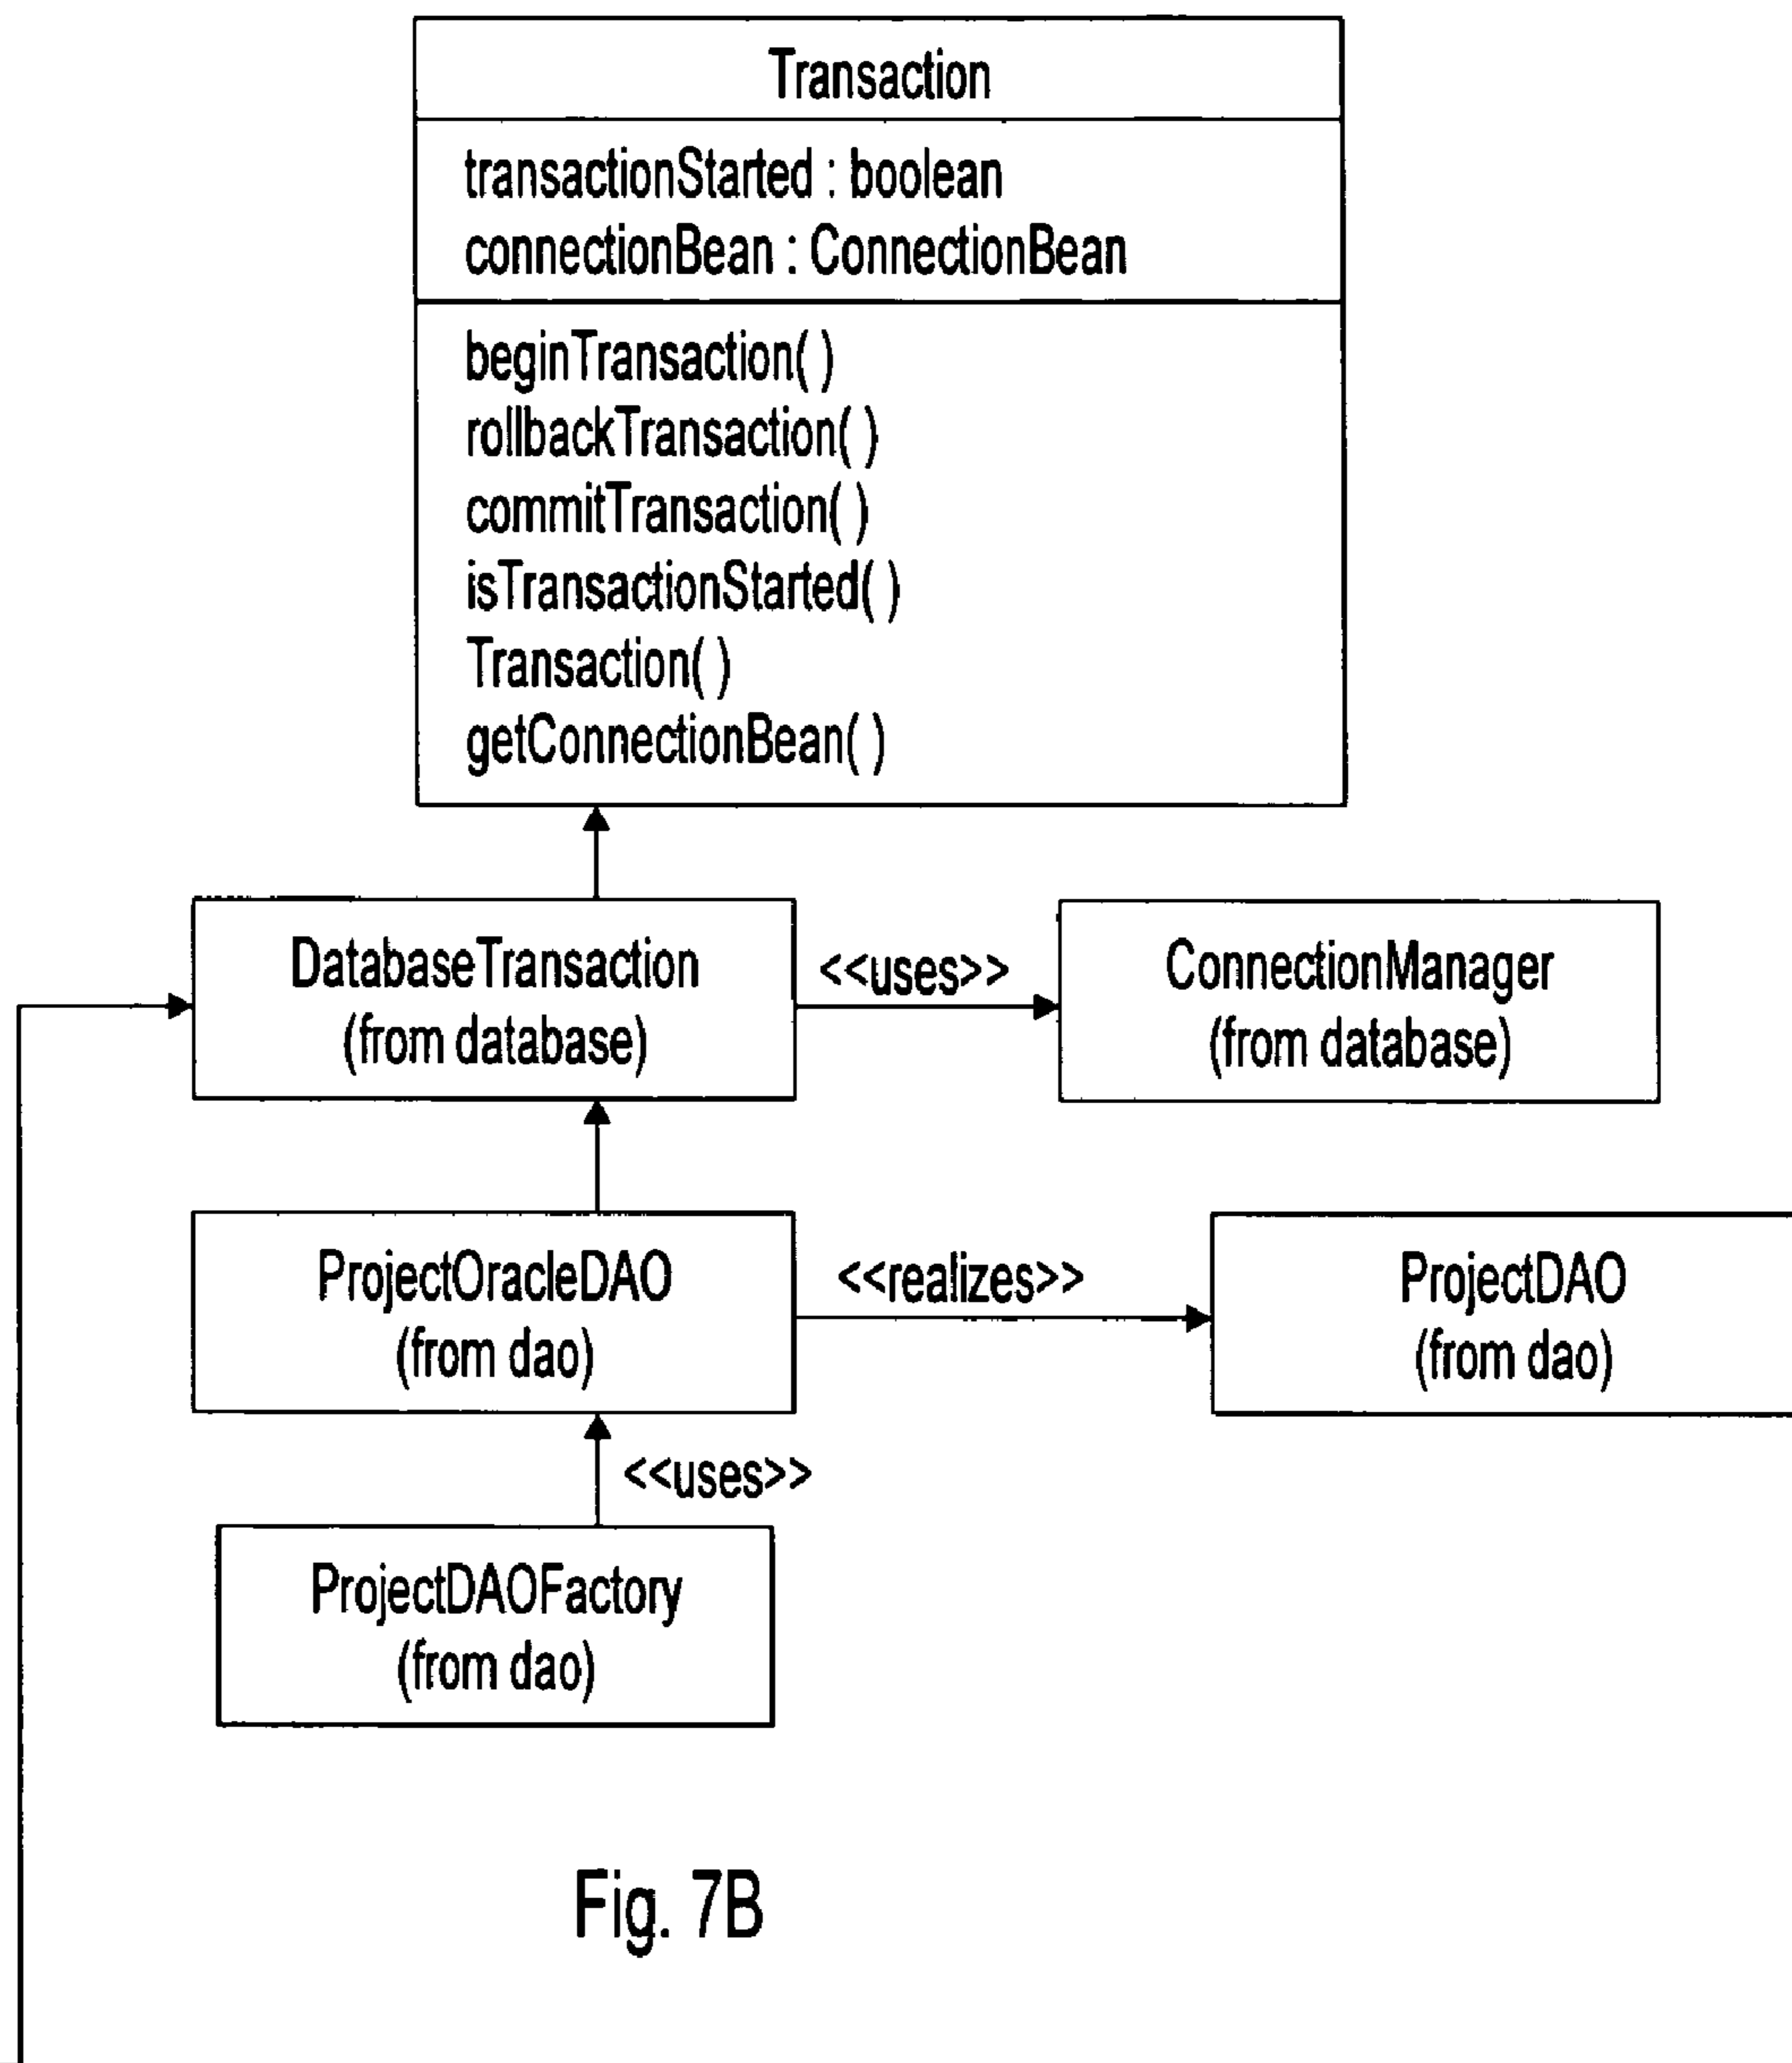 Transaction
transactionStarted : boolean
connectionBean : ConnectionBean
beginTransaction( )
rollbackTransaction( )
commitTransaction( )
isTransactionStarted( )
Transaction( )
getConnectionBean( )
DatabaseTransaction
(from database)
<<uses>>
ConnectionManager
(from database)
ProjectOracleDAO
(from dao)
<<realizes>>
ProjectDAO
(from dao)
<<uses>>
ProjectDAOFactory
(from dao)
Fig. 7B